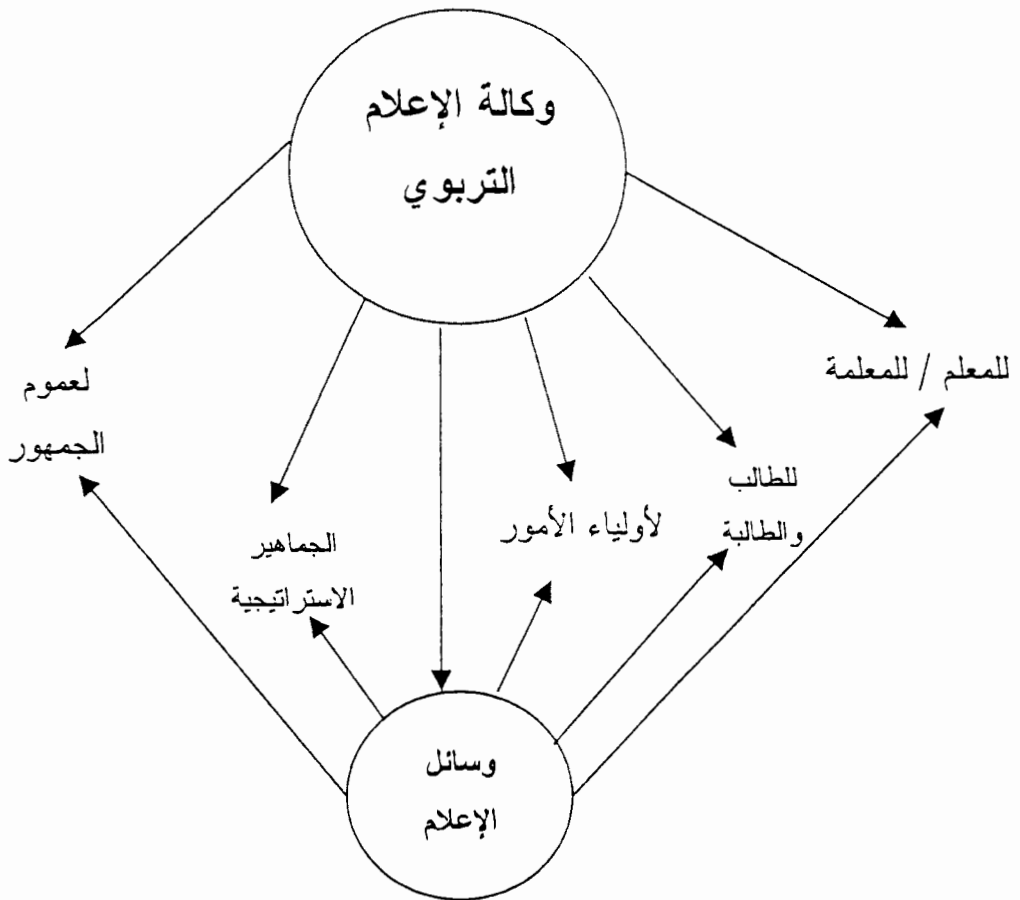 وكالة الإعلام
التربوي
للمعلم / للمعلمة
لعموم
الجمهور
للطالب
والطالبة
لأولياء الأمور
الجماهير
الاستراتيجية
وسائل
الإعلام